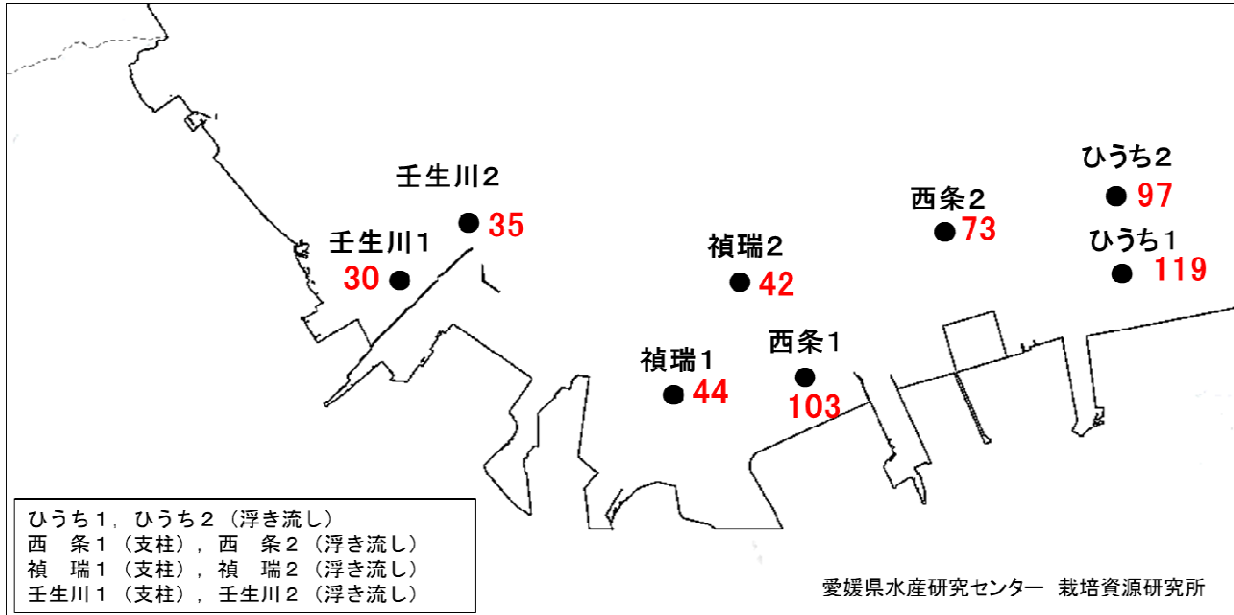 ひうち２
97
壬生川２
35
西条２
73
ひうち１
119
壬生川１
30
禎瑞２
42
西条１
103
禎瑞１
44
ひうち１，ひうち２（浮き流し）
西　条１（支柱），西　条２（浮き流し）
禎　瑞１（支柱），禎　瑞２（浮き流し）
壬生川１（支柱），壬生川２（浮き流し）
愛媛県水産研究センター　栽培資源研究所